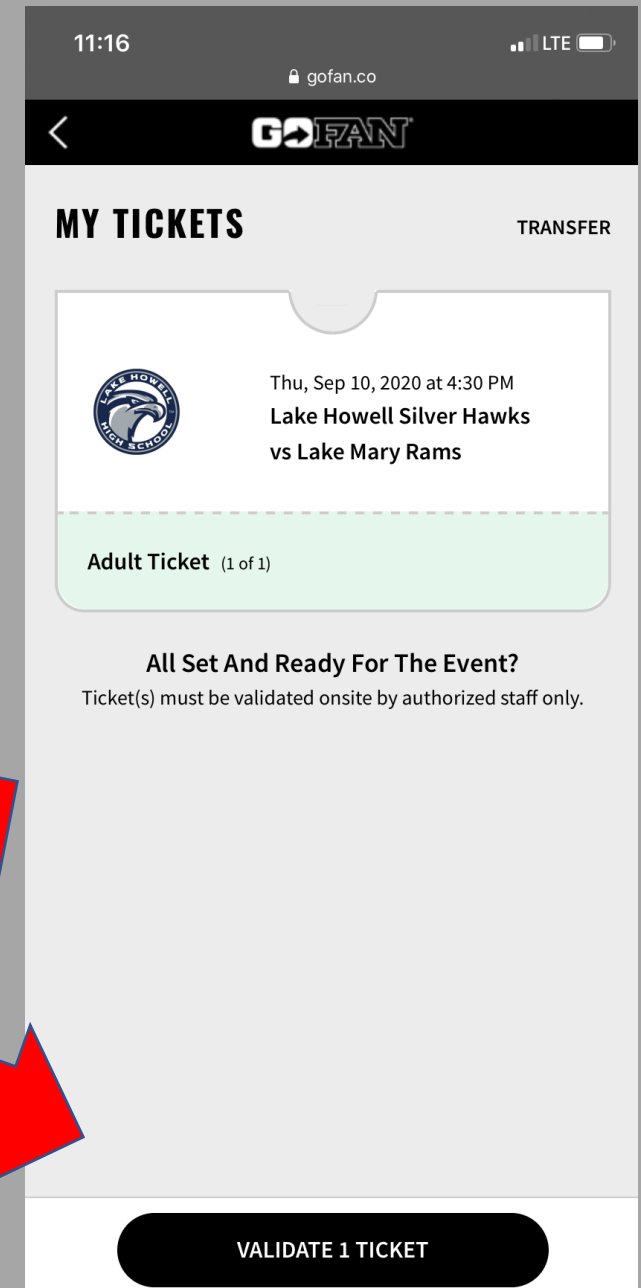 11:16
LTE
gofan.co
GOFAN
MY TICKETS
TRANSFER
LAKE HOWELL
HIGH SCHOOL
Thu, Sep 10, 2020 at 4:30 PM
Lake Howell Silver Hawks
vs Lake Mary Rams
Adult Ticket (1 of 1)
All Set And Ready For The Event?
Ticket(s) must be validated onsite by authorized staff only.
VALIDATE 1 TICKET